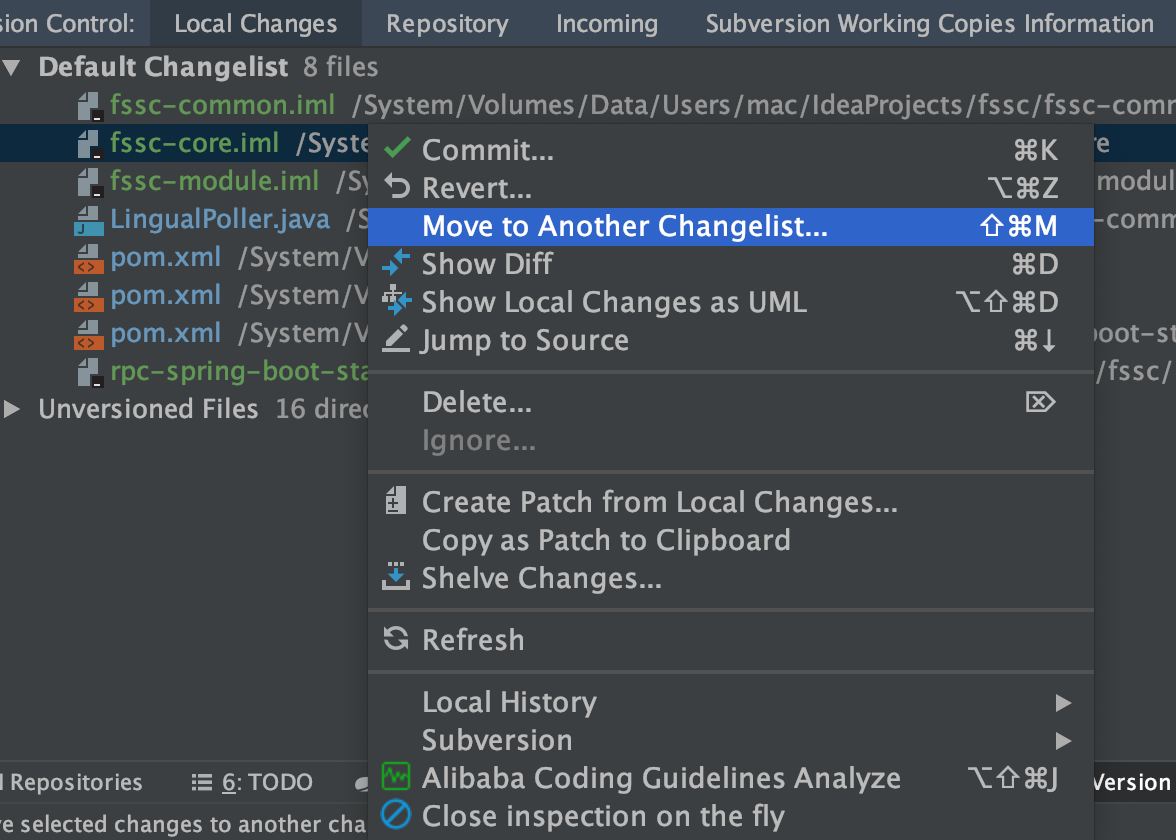 sion Control: Local Changes Repository Incoming Subversion Working Copies Information
Default Changelist 8 files
fssc-common.iml /System/Volumes/Data/Users/mac/IdeaProjects/fssc/fssc-comm
fssc-core.iml /Syste re
fssc-module.iml /Sy modul
LingualPoller.java /S -comm
pom.xml /System/V
pom.xml /System/V
pom.xml /System/V boot-st
rpc-spring-boot-sta /fssc/
Unversioned Files 16 direc
Commit... ⌘K
Revert... ⌥⌘Z
Move to Another Changelist... ⇧⌘M
Show Diff ⌘D
Show Local Changes as UML ⌥⇧⌘D
Jump to Source ⌘↓
Delete... ⌦
Ignore...
Create Patch from Local Changes...
Copy as Patch to Clipboard
Shelve Changes...
Refresh
Local History
Subversion
Alibaba Coding Guidelines Analyze ⌥⇧⌘J
Close inspection on the fly
Repositories 6: TODO Version
ve selected changes to another cha